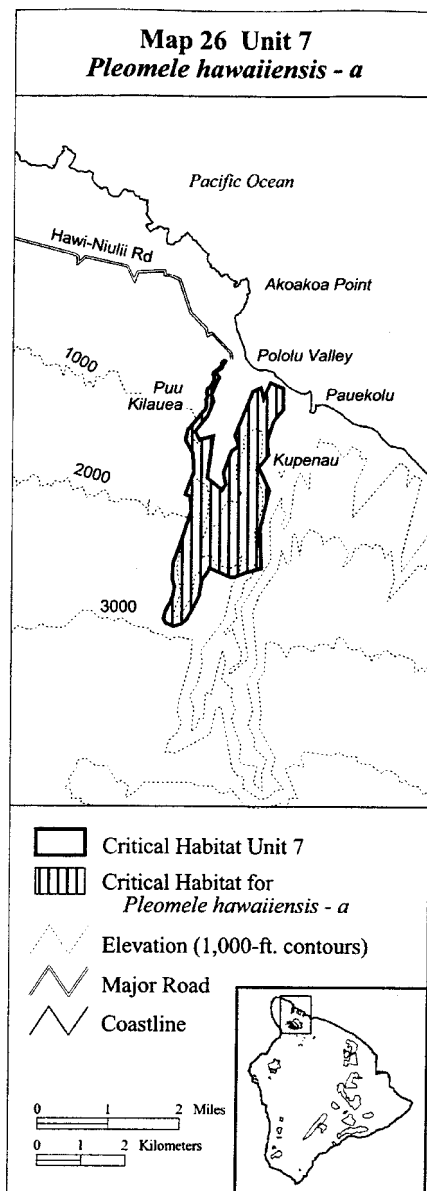 Map 26 Unit 7
Pleomele hawaiiensis - a
Pacific Ocean
Hawi-Niulii Rd
Akoakoa Point
1000
Pololu Valley
Puu
Kilauea
Pauekolu
Kupenau
2000
3000
Critical Habitat Unit 7
Critical Habitat for
Pleomele hawaiiensis - a
Elevation (1,000-ft. contours)
Major Road
Coastline
0 1 2 Miles
0 1 2 Kilometers